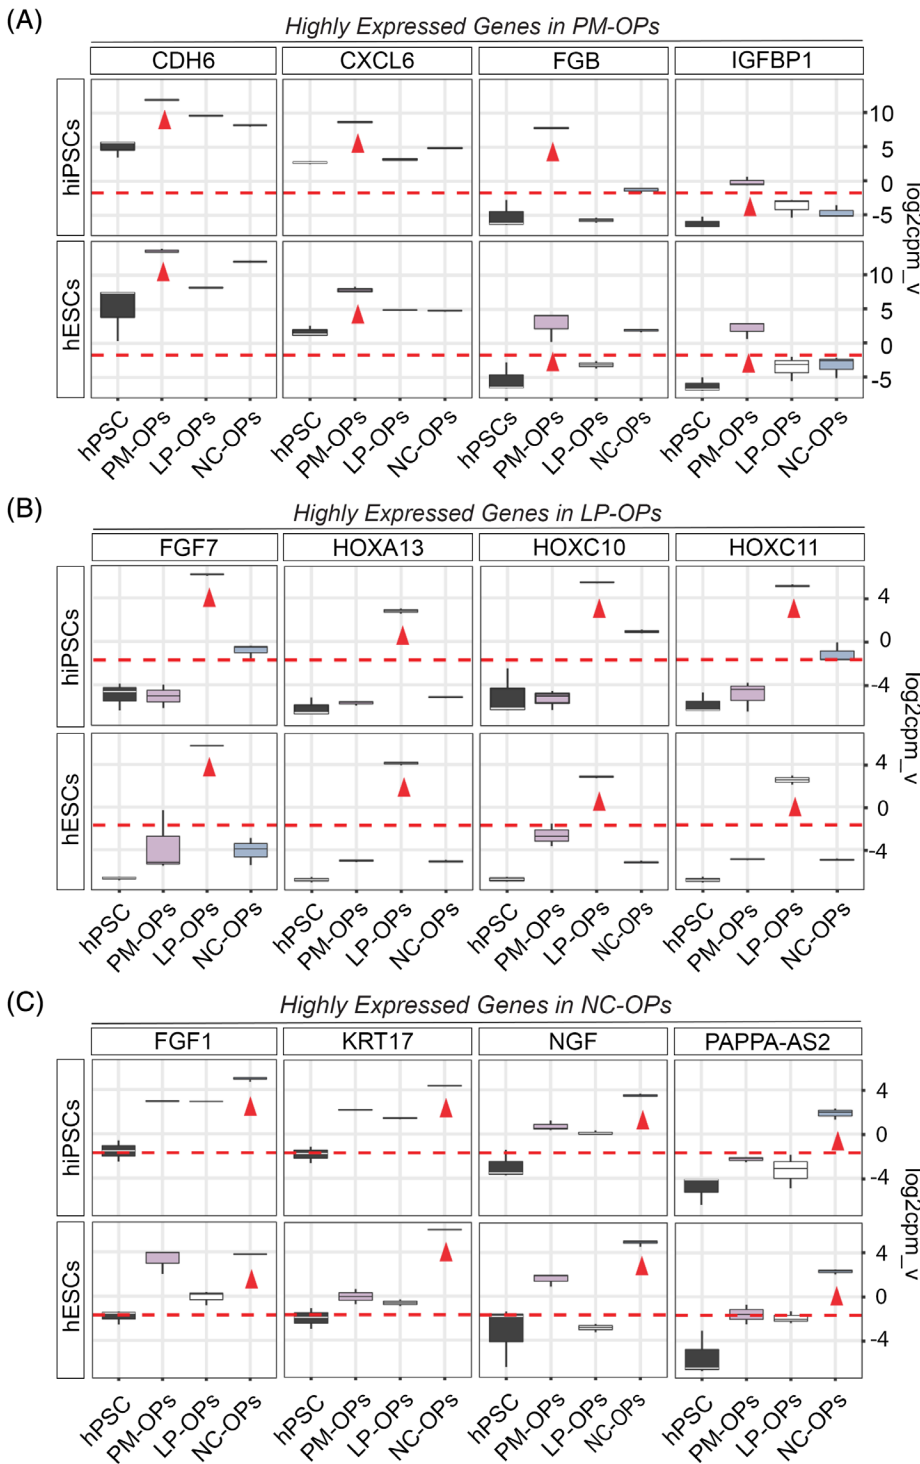 (A)
Highly Expressed Genes in PM-OPs
CDH6 CXCL6 FGB IGFBP1
hiPSCs
10
5
0
-5
hESCs
10
5
0
-5
log2cpm_v
hPSC PM-OPs LP-OPs NC-OPs hPSC PM-OPs LP-OPs NC-OPs hPSCs PM-OPs LP-OPs NC-OPs hPSC PM-OPs LP-OPs NC-OPs
(B)
Highly Expressed Genes in LP-OPs
FGF7 HOXA13 HOXC10 HOXC11
hiPSCs
4
0
-4
hESCs
4
0
-4
log2cpm_v
hPSC PM-OPs LP-OPs NC-OPs hPSC PM-OPs LP-OPs NC-OPs hPSC PM-OPs LP-OPs NC-OPs hPSC PM-OPs LP-OPs NC-OPs
(C)
Highly Expressed Genes in NC-OPs
FGF1 KRT17 NGF PAPPA-AS2
hiPSCs
4
0
-4
hESCs
4
0
-4
log2cpm_v
hPSC PM-OPs LP-OPs NC-OPs hPSC PM-OPs LP-OPs NC-OPs hPSC PM-OPs LP-OPs NC-OPs hPSC PM-OPs LP-OPs NC-OPs